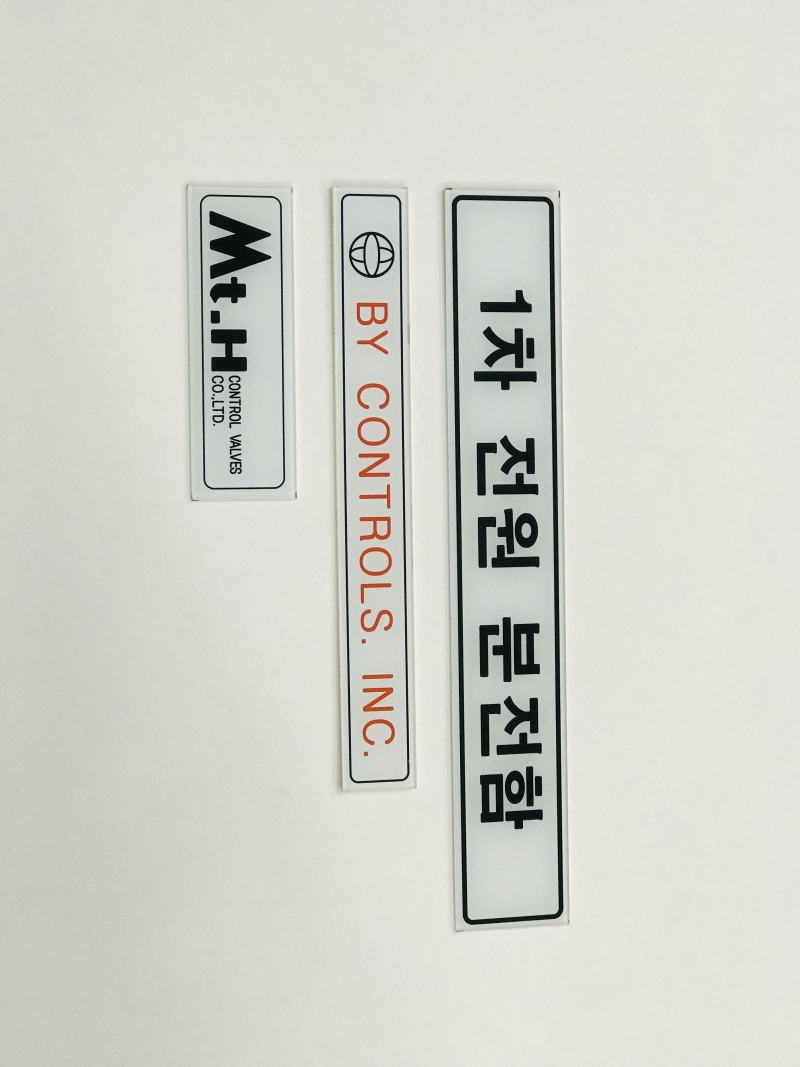 1차 전원 분전함
BY CONTROLS. INC.
Mt.H
CONTROL VALVES
CO.,LTD.